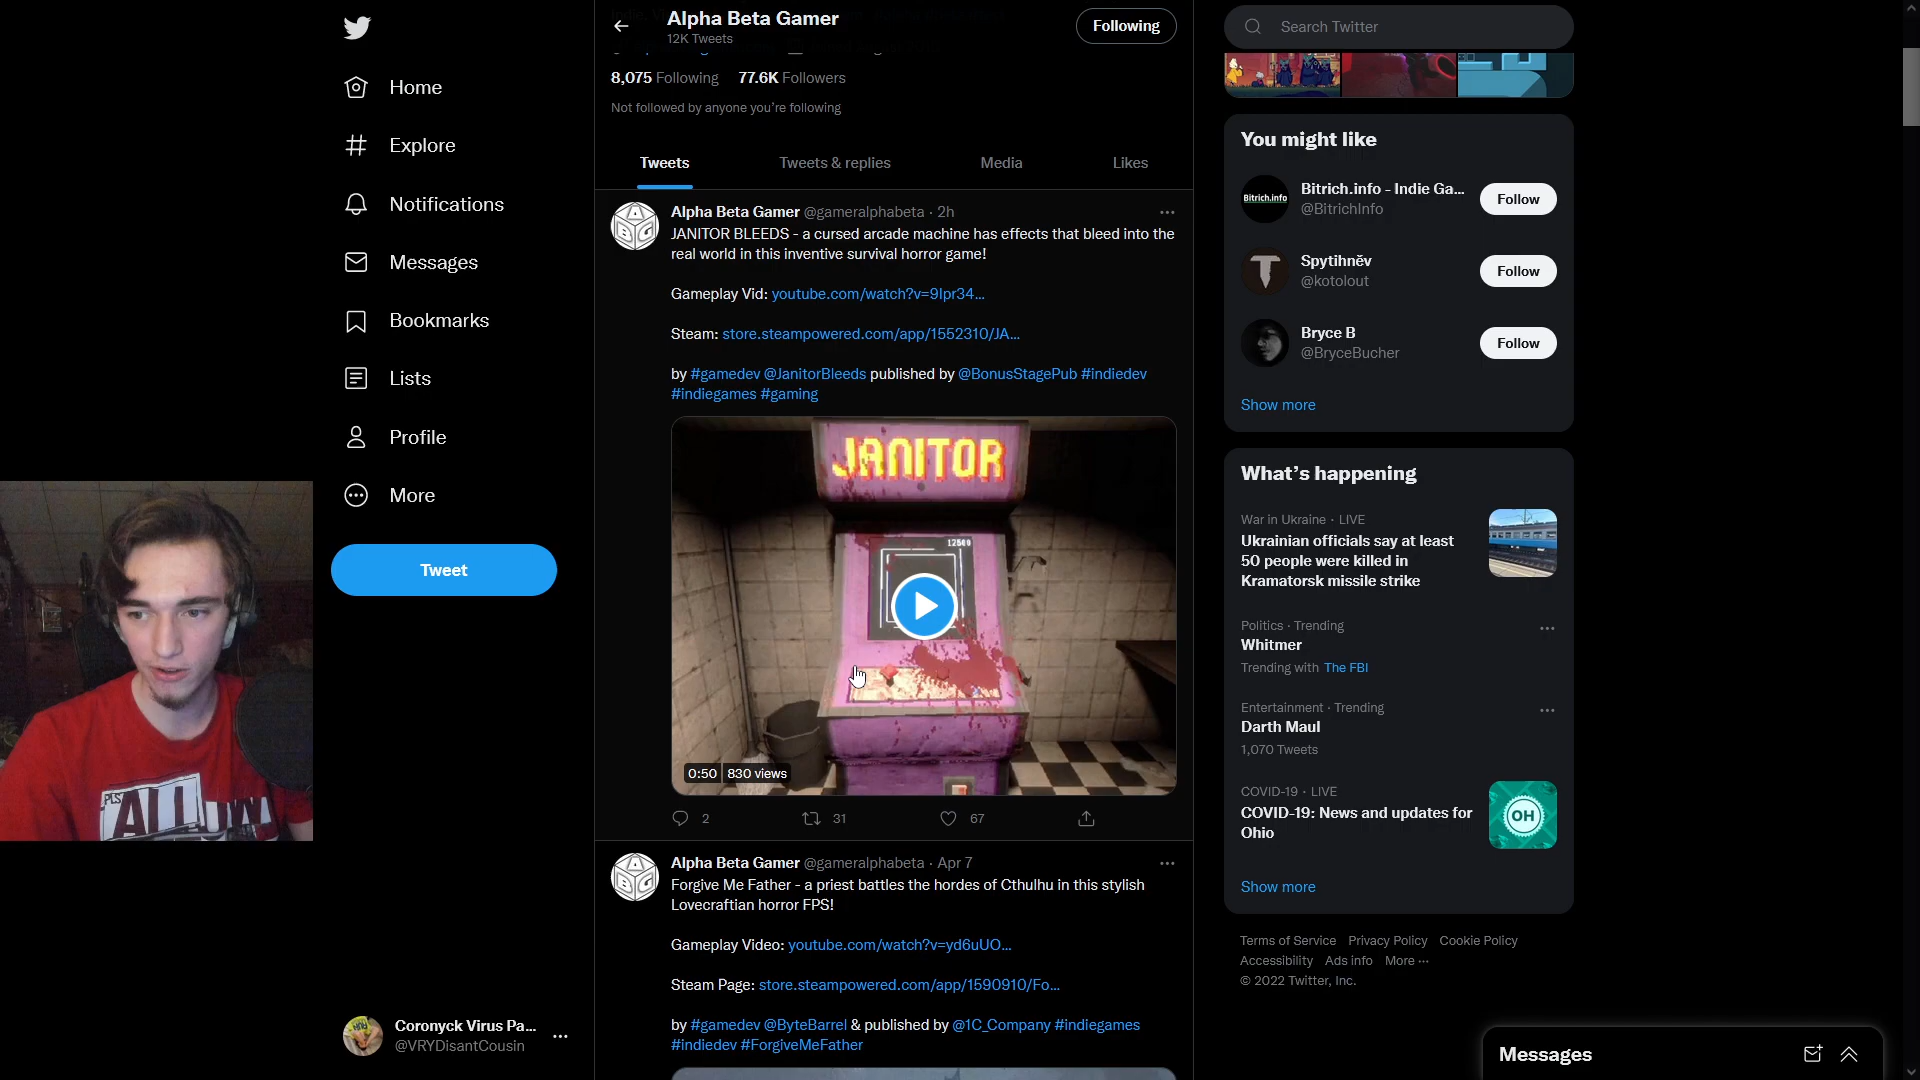 Home
Explore
Notifications
Messages
Bookmarks
Lists
Profile
More
Tweet
Coronyck Virus Pa...
@VRYDisantCousin
Alpha Beta Gamer
12K Tweets
Following
8,075 Following 77.6K Followers
Not followed by anyone you're following
Tweets
Tweets & replies
Media
Likes
Alpha Beta Gamer @gameralphabeta · 2h
JANITOR BLEEDS - a cursed arcade machine has effects that bleed into the
real world in this inventive survival horror game!
Gameplay Vid: youtube.com/watch?v=9Ipr34...
Steam: store.steampowered.com/app/1552310/JA...
by #gamedev @JanitorBleeds published by @BonusStagePub #indiedev
#indiegames #gaming
JANITOR
12500
0:50 830 views
2
31
67
Alpha Beta Gamer @gameralphabeta · Apr 7
Forgive Me Father - a priest battles the hordes of Cthulhu in this stylish
Lovecraftian horror FPS!
Gameplay Video: youtube.com/watch?v=yd6uUO...
Steam Page: store.steampowered.com/app/1590910/Fo...
by #gamedev @ByteBarrel & published by @1C_Company #indiegames
#indiedev #ForgiveMeFather
Search Twitter
You might like
Bitrich.info
Bitrich.info - Indie Ga...
@BitrichInfo
Follow
Spytihněv
@kotolout
Follow
Bryce B
@BryceBucher
Follow
Show more
What's happening
War in Ukraine · LIVE
Ukrainian officials say at least
50 people were killed in
Kramatorsk missile strike
Politics · Trending
Whitmer
Trending with The FBI
Entertainment · Trending
Darth Maul
1,070 Tweets
COVID-19 · LIVE
COVID-19: News and updates for
Ohio
OH
Show more
Terms of Service Privacy Policy Cookie Policy
Accessibility Ads info More ···
© 2022 Twitter, Inc.
Messages
ABG
ABG
PLS